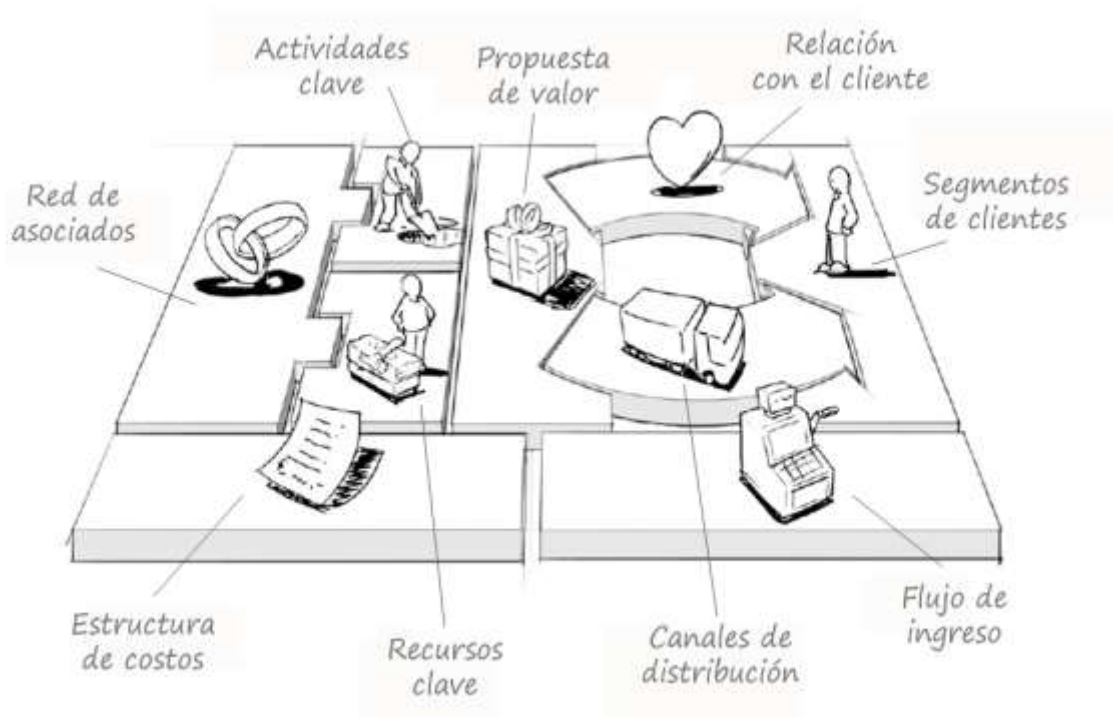 Actividades
clave
Propuesta
de valor
Relación
con el cliente
Red de
asociados
Segmentos
de clientes
Estructura
de costos
Recursos
clave
Canales de
distribución
Flujo de
ingreso